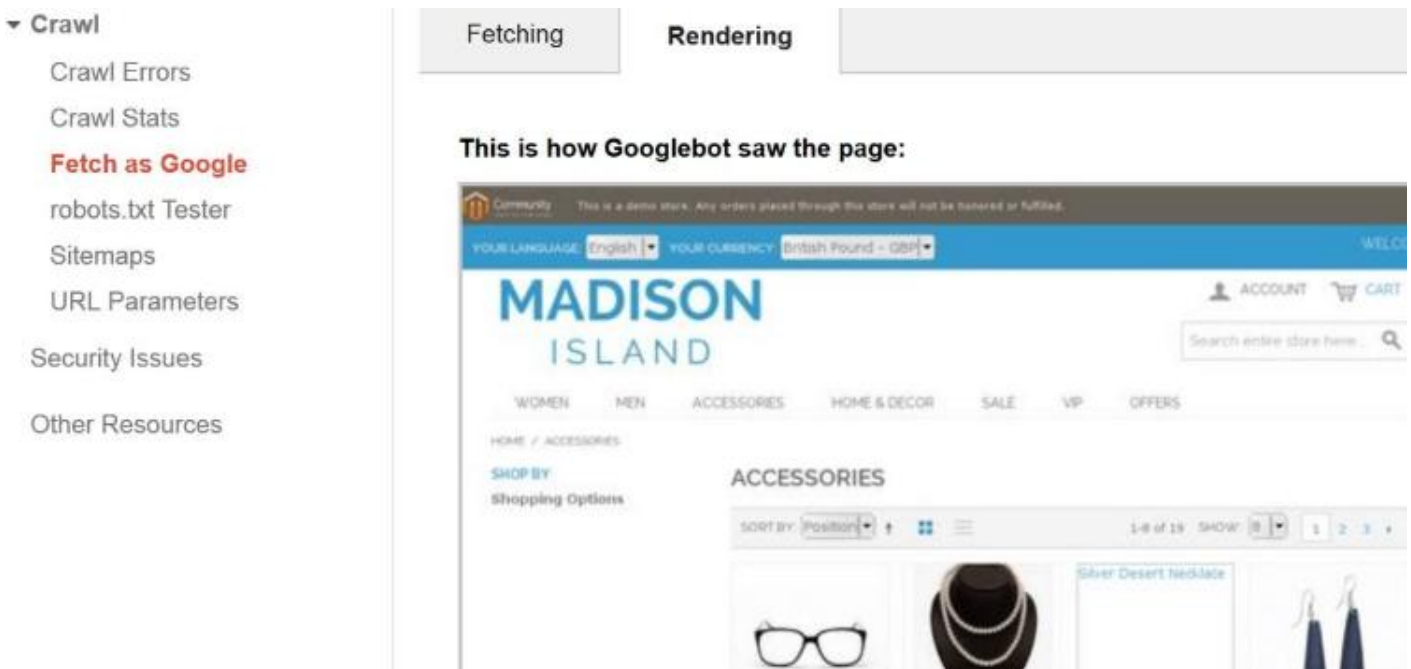 Crawl
Crawl Errors
Crawl Stats
Fetch as Google
robots.txt Tester
Sitemaps
URL Parameters
Security Issues
Other Resources
Fetching Rendering
This is how Googlebot saw the page:
Community This is a demo store. Any orders placed through this store will not be honored or fulfilled.
YOUR LANGUAGE: English YOUR CURRENCY: British Pound - GBP WELCO
MADISON
ISLAND
ACCOUNT CART
Search entire store here...
WOMEN MEN ACCESSORIES HOME & DECOR SALE VIP OFFERS
HOME / ACCESSORIES
SHOP BY
Shopping Options
ACCESSORIES
SORT BY Position 1-8 of 19 SHOW 8 1 2 3
Silver Desert Necklace